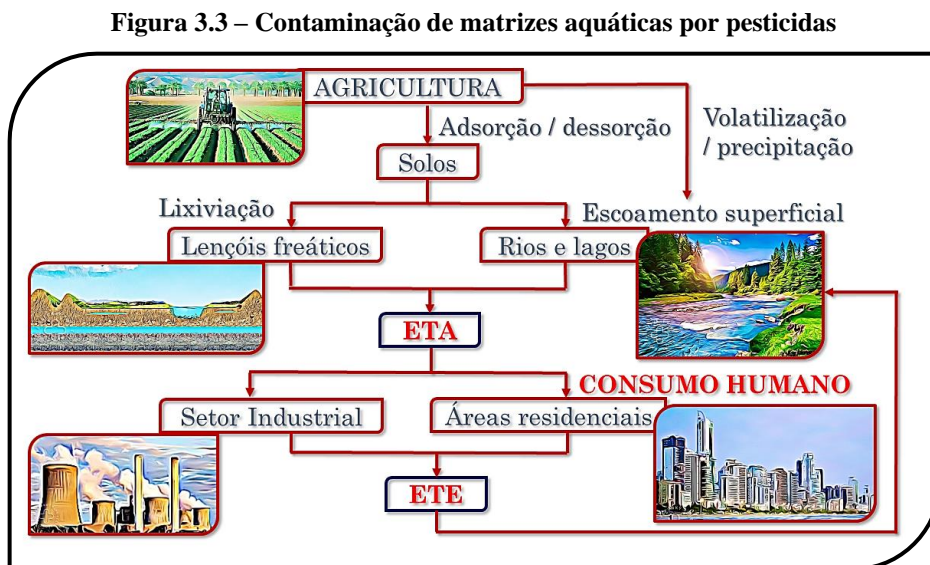 Figura 3.3 – Contaminação de matrizes aquáticas por pesticidas
AGRICULTURA
Adsorção / dessorção
Volatilização
/ precipitação
Solos
Lixiviação
Escoamento superficial
Lençóis freáticos
Rios e lagos
ETA
CONSUMO HUMANO
Setor Industrial
Áreas residenciais
ETE